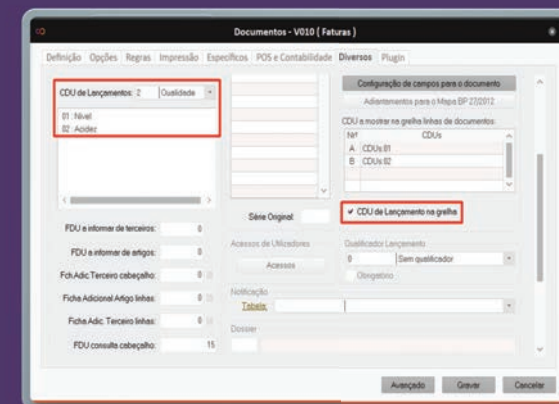 Documentos - V010 ( Faturas )
Definição Opções Regras Impressão Específicos POS e Contabilidade Diversos Plugin
CDU de Lançamentos: 2 Qualidade
01 : Nível
02 : Acidez
FDU a informar de terceiros: 0
FDU a informar de artigos: 0
Fch.Adic Terceiro cabeçalho: 0
Ficha Adicional Artigo linhas: 0
Ficha Adic. Terceiro linhas: 0
FDU consulta cabeçalho: 15
Série Original:
Acessos de Utilizadores
Acessos
Notificação
Tabela:
Dossier
Configuração de campos para o documento
Adiantamentos para o Mapa BP 27/2012
CDU a mostrar na grelha linhas de documentos:
Nrº CDUs
A CDUs 01
B CDUs 02
CDU de Lançamento na grelha
Qualificador Lançamento
0 Sem qualificador
Obrigatório
Avançado Gravar Cancelar